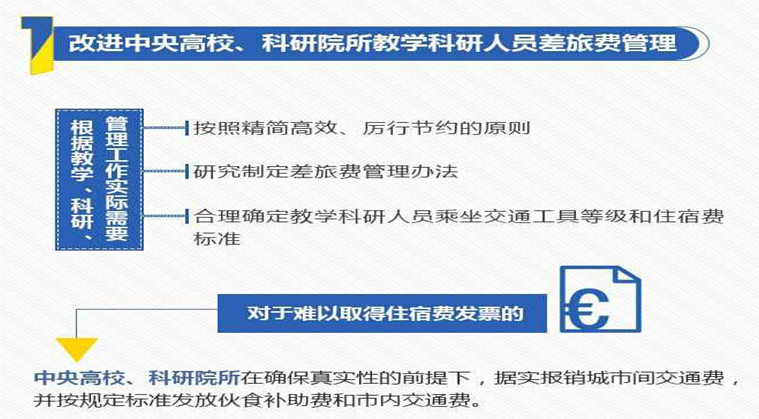 7
改进中央高校、科研院所教学科研人员差旅费管理
根据教学、科研、
管理工作实际需要
按照精简高效、厉行节约的原则
研究制定差旅费管理办法
合理确定教学科研人员乘坐交通工具等级和住宿费
标准
对于难以取得住宿费发票的
€
中央高校、科研院所在确保真实性的前提下，据实报销城市间交通费，
并按规定标准发放伙食补助费和市内交通费。